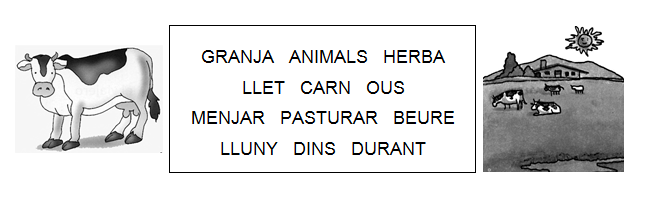 GRANJA ANIMALS HERBA
LLET CARN OUS
MENJAR PASTURAR BEURE
LLUNY DINS DURANT